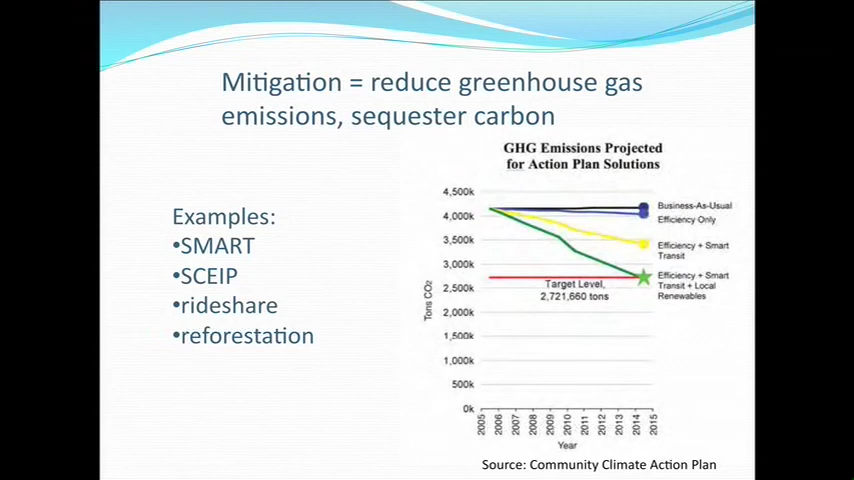 Mitigation = reduce greenhouse gas
emissions, sequester carbon
Examples:
•SMART
•SCEIP
•rideshare
•reforestation
GHG Emissions Projected
for Action Plan Solutions
4,500k
4,000k
3,500k
3,000k
2,500k
2,000k
1,500k
1,000k
500k
0k
Tons CO₂
Business-As-Usual
Efficiency Only
Efficiency + Smart
Transit
Efficiency + Smart
Transit + Local
Renewables
Target Level,
2,721,660 tons
2005 2006 2007 2008 2009 2010 2011 2012 2013 2014 2015
Year
Source: Community Climate Action Plan